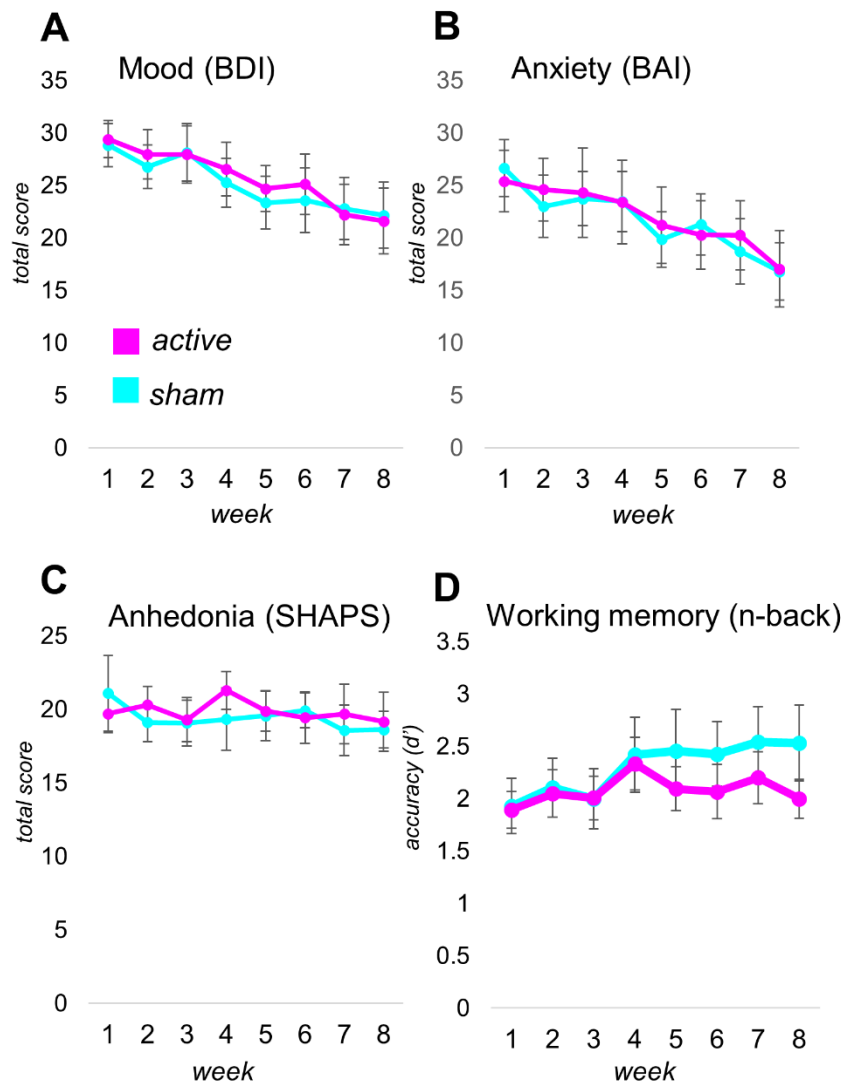 A
Mood (BDI)
35
30
25
20
15
10
5
0
total score
active
sham
1 2 3 4 5 6 7 8
week
B
Anxiety (BAI)
35
30
25
20
15
10
5
0
total score
1 2 3 4 5 6 7 8
week
C
Anhedonia (SHAPS)
25
20
15
10
5
0
total score
1 2 3 4 5 6 7 8
week
D
Working memory (n-back)
3.5
3
2.5
2
1.5
1
0.5
0
accuracy (d')
1 2 3 4 5 6 7 8
week